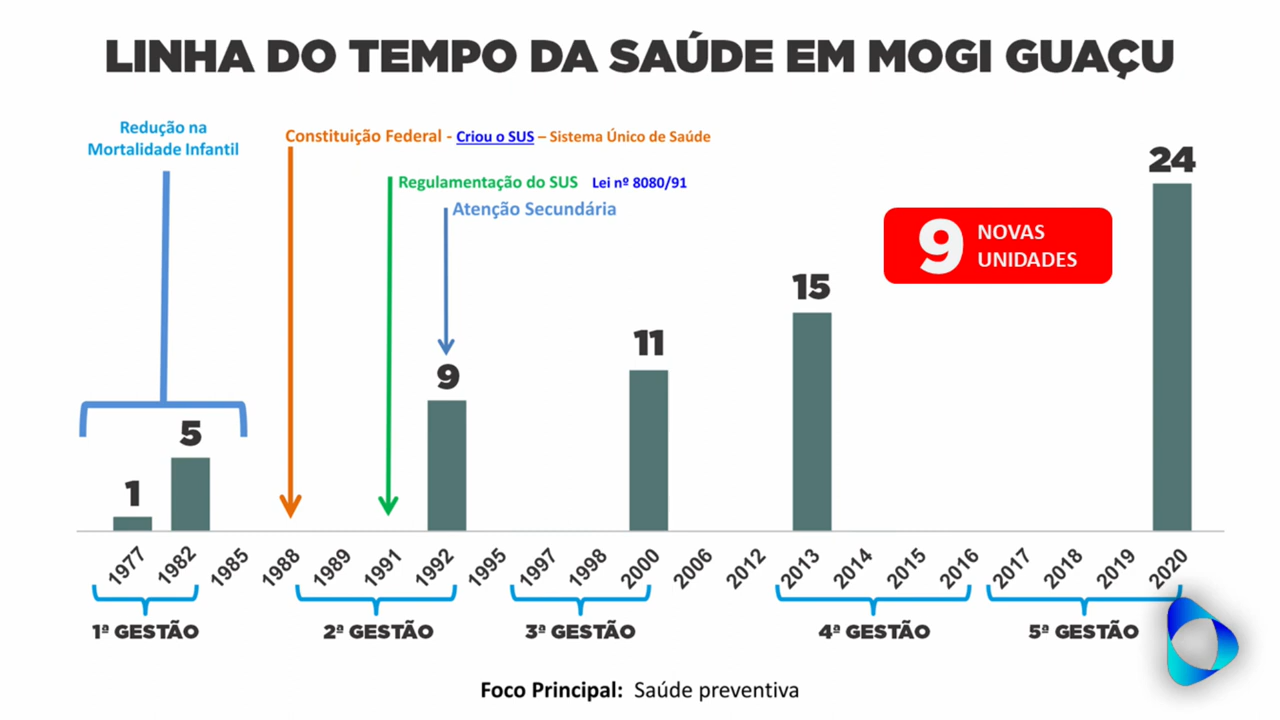 LINHA DO TEMPO DA SAÚDE EM MOGI GUAÇU
Redução na
Mortalidade Infantil
Constituição Federal - Criou o SUS – Sistema Único de Saúde
Regulamentação do SUS Lei nº 8080/91
Atenção Secundária
24
9 NOVAS
UNIDADES
15
11
9
5
1
1977 1982 1985 1988 1989 1991 1992 1995 1997 1998 2000 2006 2012 2013 2014 2015 2016 2017 2018 2019 2020
1ª GESTÃO 2ª GESTÃO 3ª GESTÃO 4ª GESTÃO 5ª GESTÃO
Foco Principal: Saúde preventiva